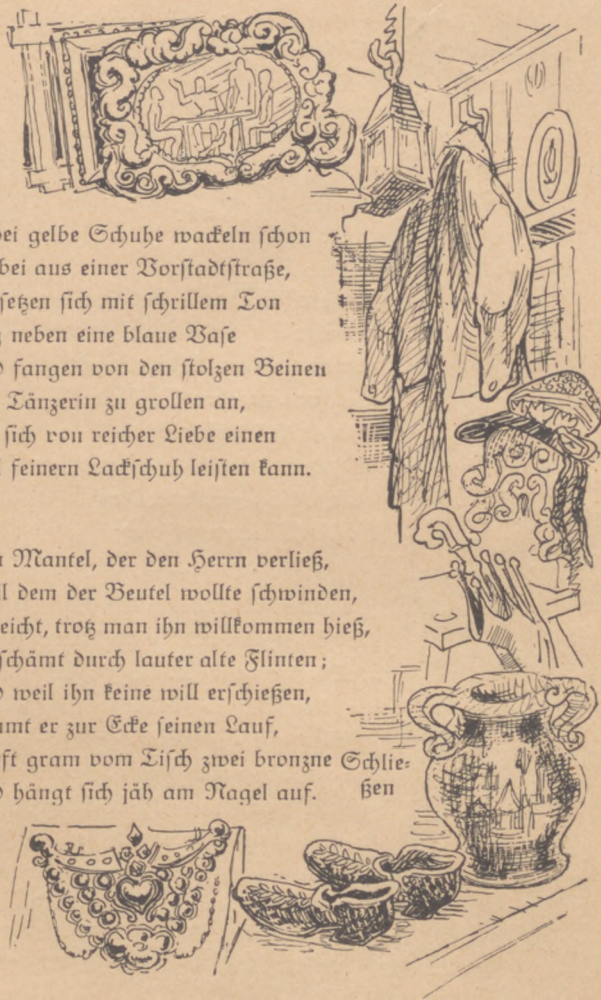 ei gelbe Schuhe wackeln schon
bei aus einer Vorstadtstraße,
setzen sich mit schrillem Ton
neben eine blaue Vase
fangen von den stolzen Beinen
Tänzerin zu grollen an,
sich von reicher Liebe einen
feinern Lackschuh leisten kann.
Mantel, der den Herrn verließ,
l dem der Beutel wollte schwinden,
eicht, trotz man ihn willkommen hieß,
schämt durch lauter alte Flinten;
weil ihn keine will erschießen,
mt er zur Ecke seinen Lauf,
ft gram vom Tisch zwei bronzne Schlie-
ßen
hängt sich jäh am Nagel auf.